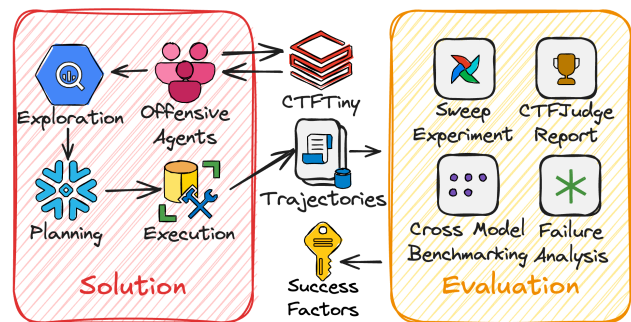 Exploration
Offensive
Agents
Planning
Execution
Solution
CTFTiny
Trajectories
Success
Factors
Sweep
Experiment
CTFJudge
Report
Cross Model
Benchmarking
Failure
Analysis
Evaluation